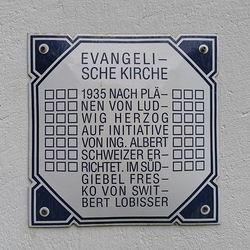 EVANGELI-
SCHE KIRCHE
1935 NACH PLÄ-
NEN VON LUD-
WIG HERZOG
AUF INITIATIVE
VON ING. ALBERT
SCHWEIZER ER-
RICHTET. IM SÜD
GIEBEL FRES-
KO VON SWIT-
BERT LOBISSER